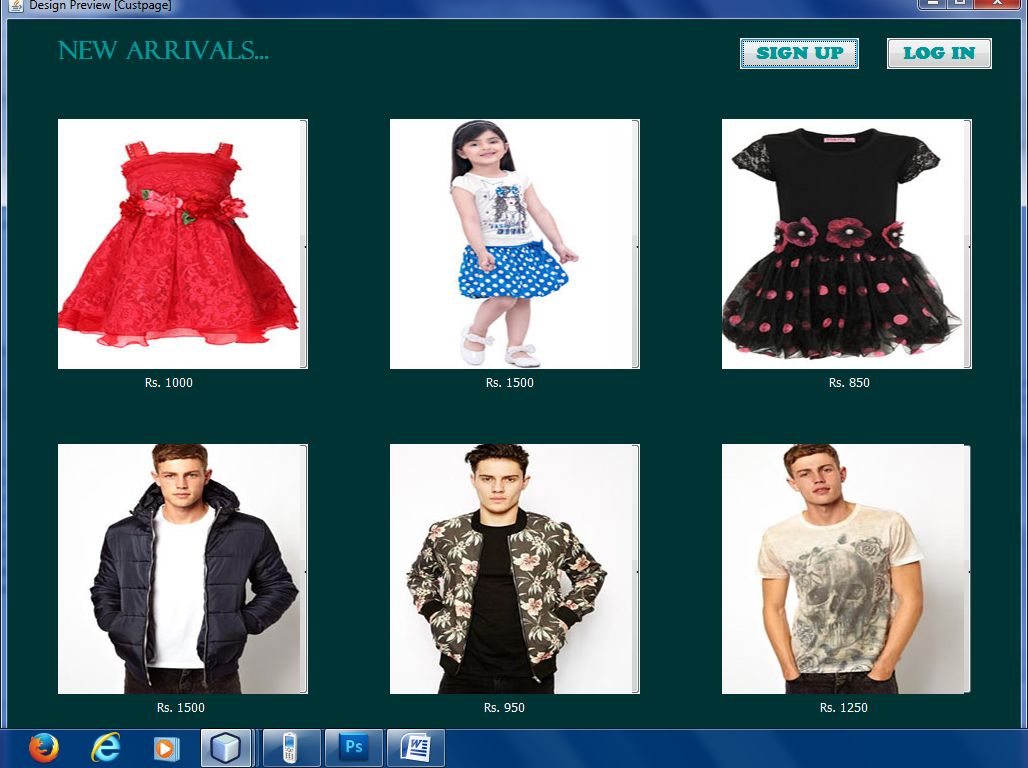 Design Preview [Custpage]
NEW ARRIVALS...
SIGN UP
LOG IN
Rs. 1000
Rs. 1500
Rs. 850
Rs. 1500
Rs. 950
Rs. 1250
Ps
W